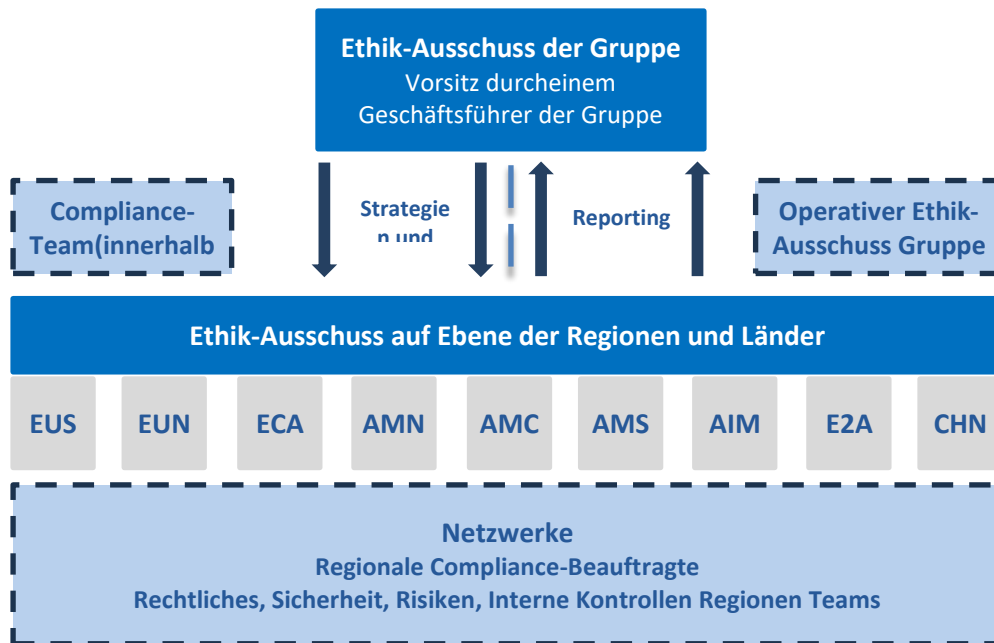 Ethik-Ausschuss der Gruppe
Vorsitz durcheinem
Geschäftsführer der Gruppe
Compliance-
Team(innerhalb
Strategie
n und
Reporting
Operativer Ethik-
Ausschuss Gruppe
Ethik-Ausschuss auf Ebene der Regionen und Länder
EUS EUN ECA AMN AMC AMS AIM E2A CHN
Netzwerke
Regionale Compliance-Beauftragte
Rechtliches, Sicherheit, Risiken, Interne Kontrollen Regionen Teams